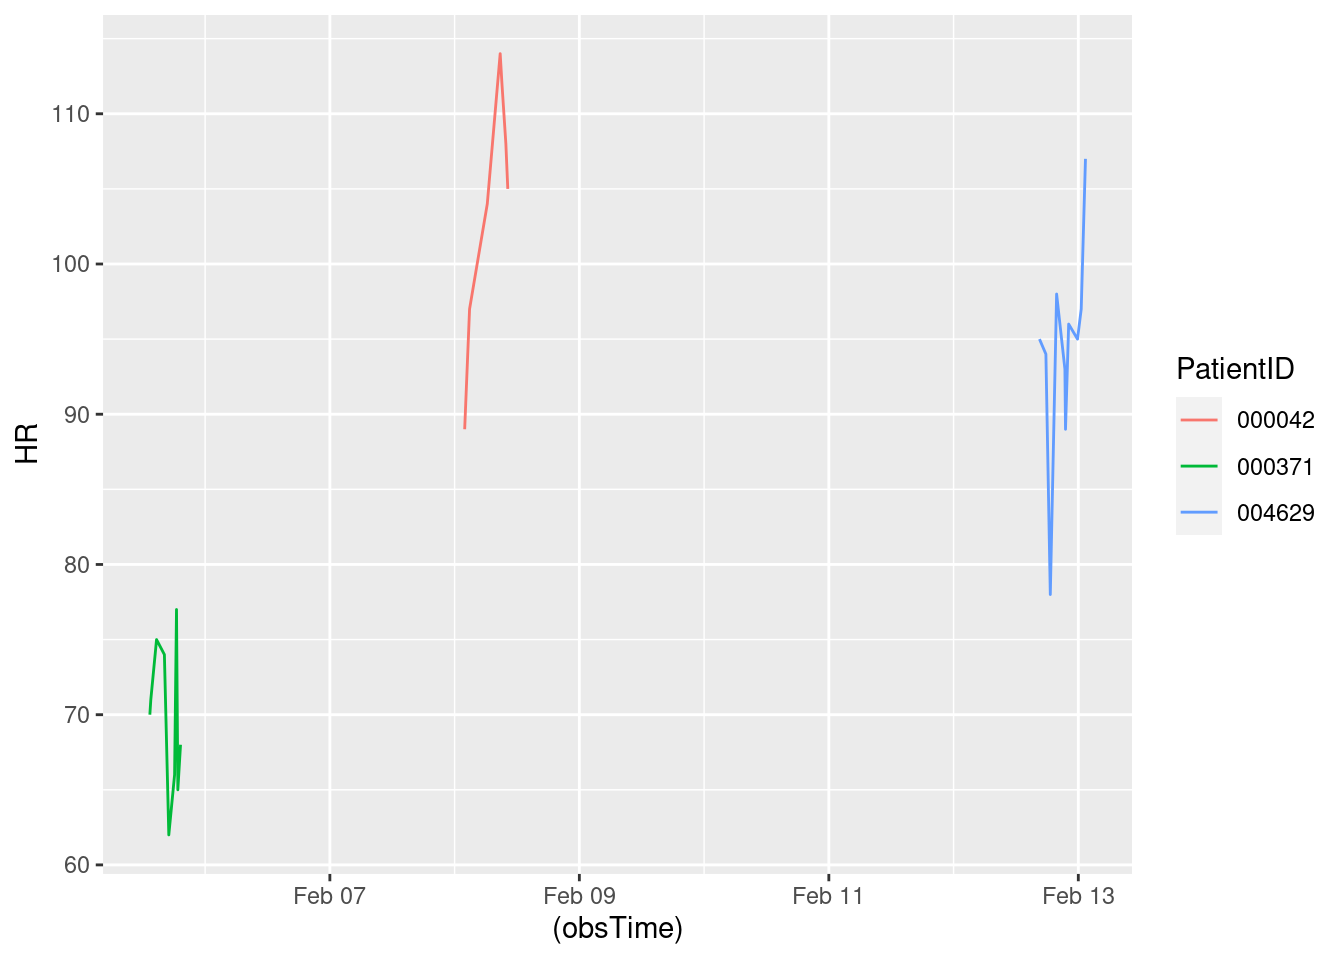 HR
110
100
90
80
70
60
Feb 07
Feb 09
Feb 11
Feb 13
(obsTime)
PatientID
000042
000371
004629